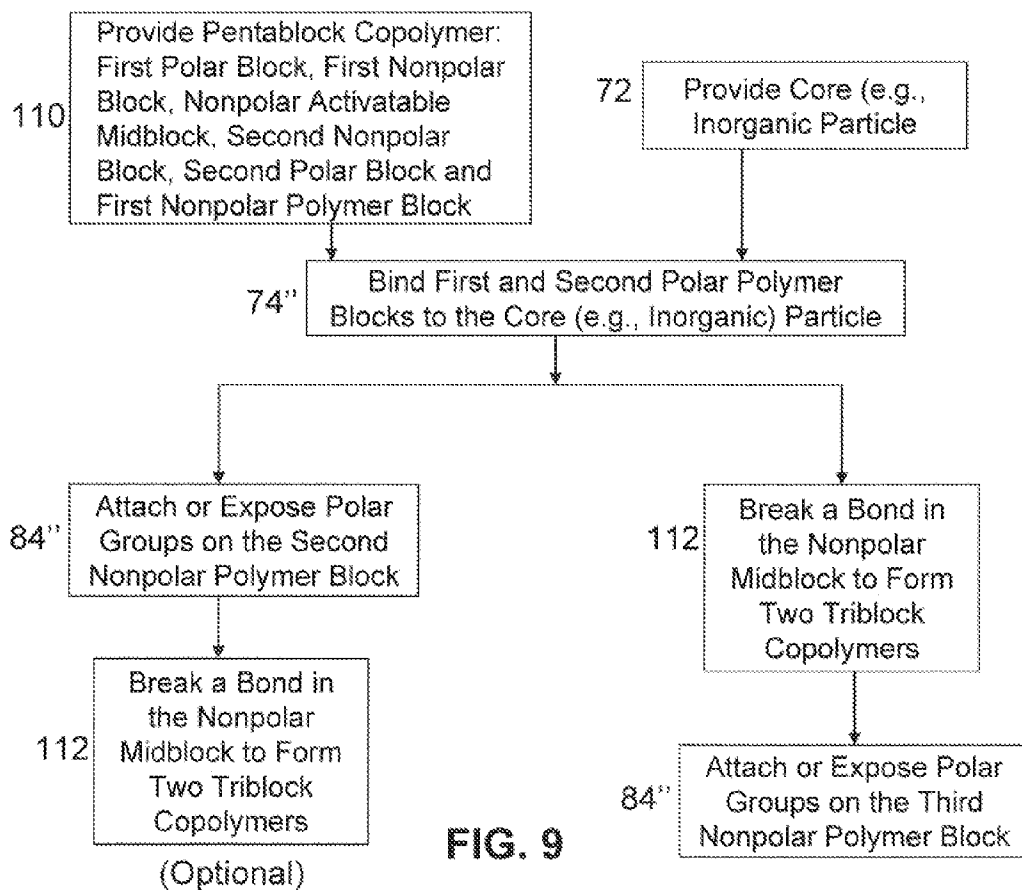 Provide Pentablock Copolymer:
First Polar Block, First Nonpolar
Block, Nonpolar Activatable
Midblock, Second Nonpolar
Block, Second Polar Block and
First Nonpolar Polymer Block
110
72
Provide Core (e.g.,
Inorganic Particle
74''
Bind First and Second Polar Polymer
Blocks to the Core (e.g., Inorganic) Particle
84''
Attach or Expose Polar
Groups on the Second
Nonpolar Polymer Block
112
Break a Bond in
the Nonpolar
Midblock to Form
Two Triblock
Copolymers
112
Break a Bond in
the Nonpolar
Midblock to Form
Two Triblock
Copolymers
(Optional)
84''
Attach or Expose Polar
Groups on the Third
Nonpolar Polymer Block
FIG. 9